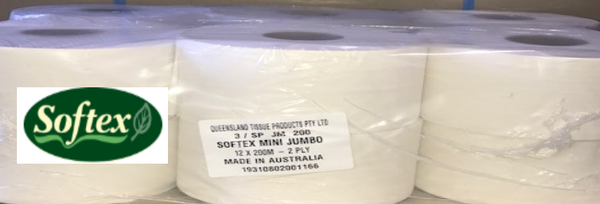 Softex
QUEENSLAND TISSUE PRODUCTS PTY LTD
3 / SP JM 200
SOFTEX MINI JUMBO
12 X 200M - 2 PLY
MADE IN AUSTRALIA
19310802001166